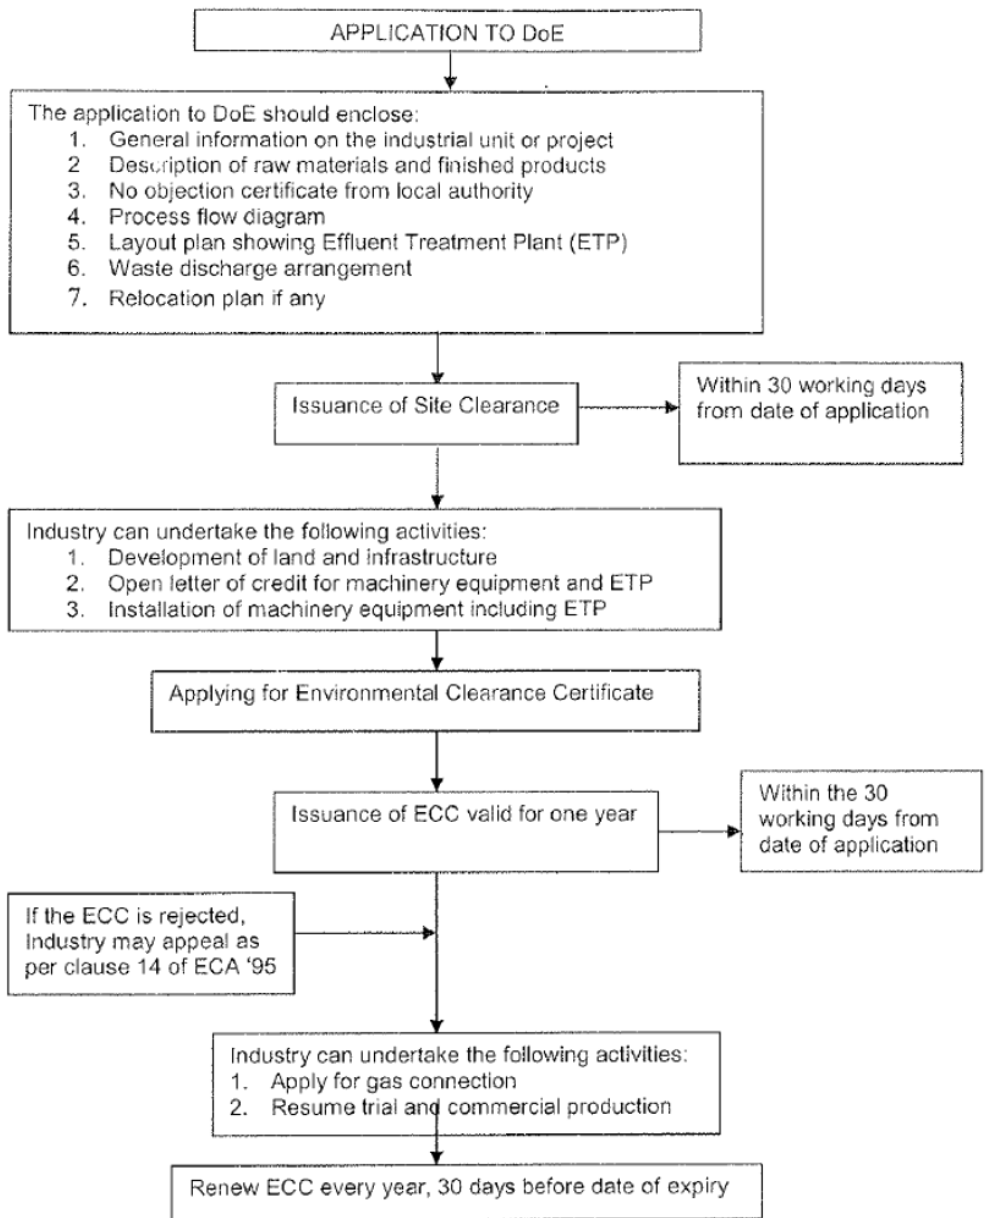 APPLICATION TO DoE
The application to DoE should enclose:
1. General information on the industrial unit or project
2 Description of raw materials and finished products
3. No objection certificate from local authority
4. Process flow diagram
5. Layout plan showing Effluent Treatment Plant (ETP)
6. Waste discharge arrangement
7. Relocation plan if any
Issuance of Site Clearance
Within 30 working days
from date of application
Industry can undertake the following activities:
1. Development of land and infrastructure
2. Open letter of credit for machinery equipment and ETP
3. Installation of machinery equipment including ETP
Applying for Environmental Clearance Certificate
Issuance of ECC valid for one year
Within the 30
working days from
date of application
If the ECC is rejected,
Industry may appeal as
per clause 14 of ECA '95
Industry can undertake the following activities:
1. Apply for gas connection
2. Resume trial and commercial production
Renew ECC every year, 30 days before date of expiry